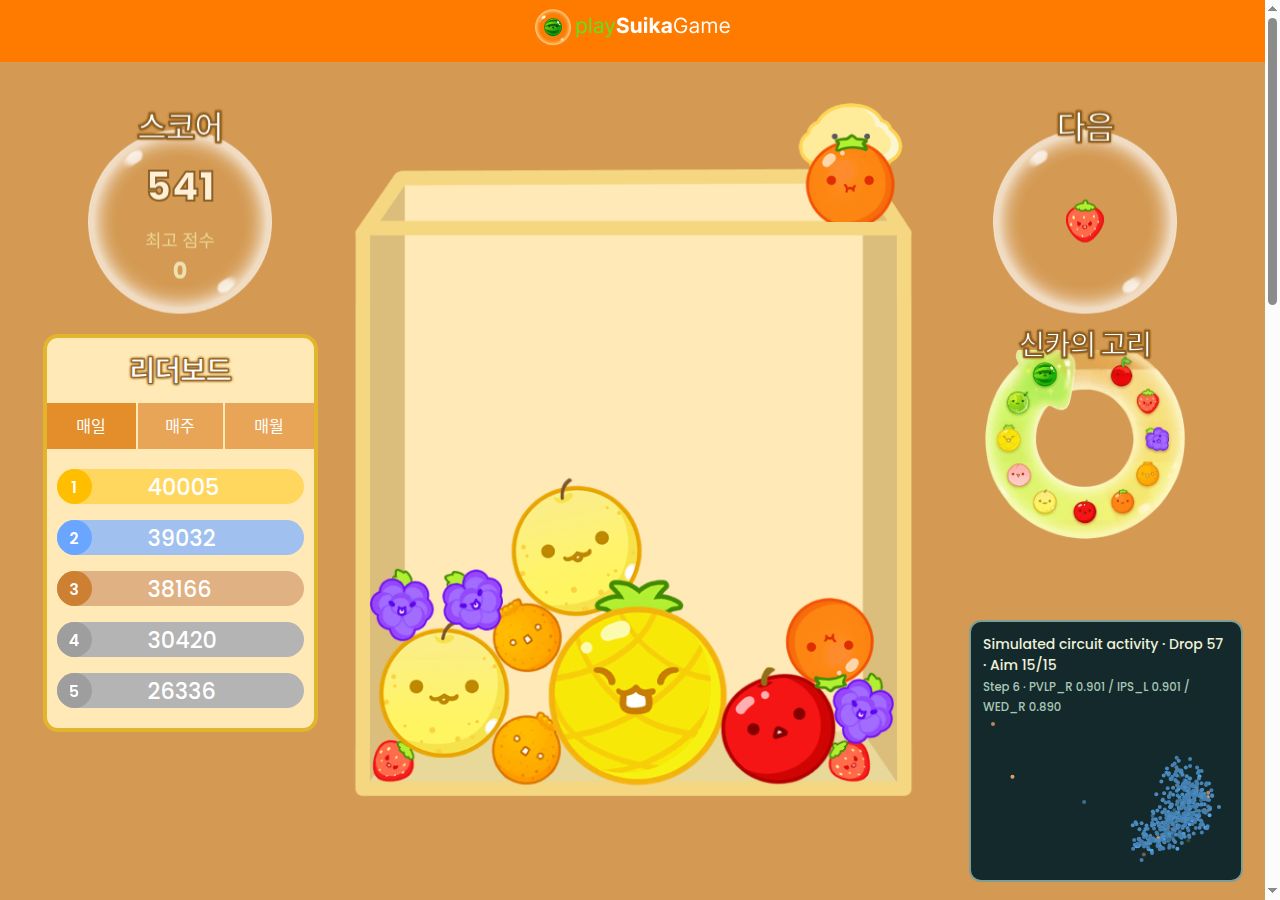 playSuikaGame
스코어
541
최고 점수
0
다음
신카의 고리
리더보드
매일 매주 매월
1 40005
2 39032
3 38166
4 30420
5 26336
Simulated circuit activity · Drop 57
· Aim 15/15
Step 6 · PVLP_R 0.901 / IPS_L 0.901 /
WED_R 0.890